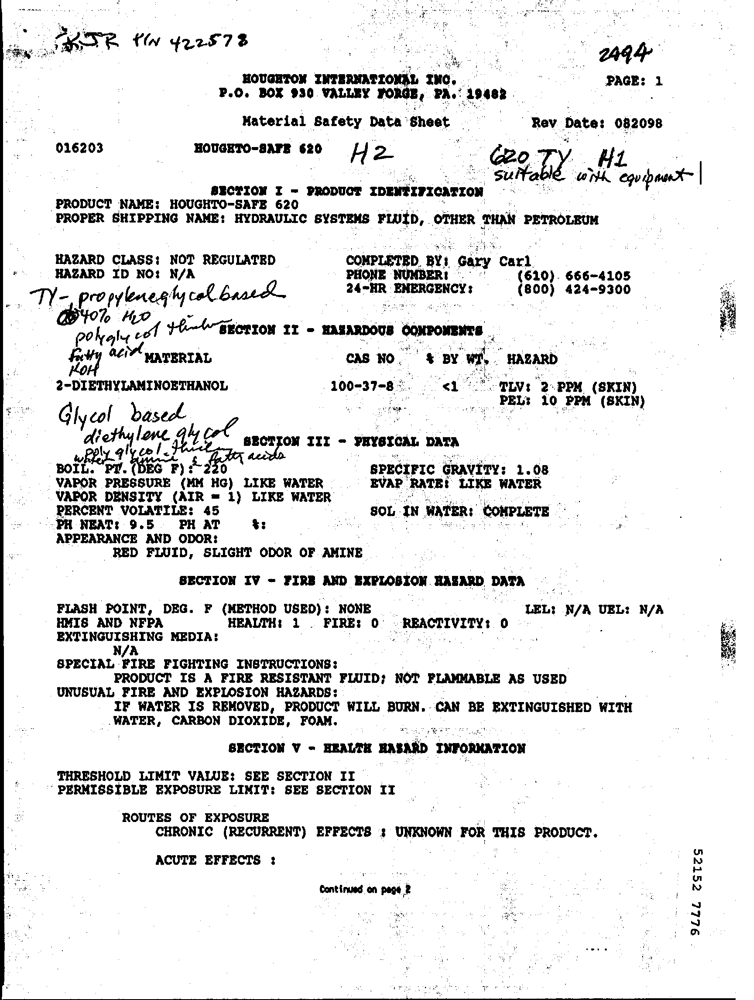 RJR PIN 422578
2494
HOUGHTON INTERNATIONAL INC. PAGE: 1
P.O. BOX 930 VALLEY FORGE, PA. 19482
Material Safety Data Sheet Rev Date: 082098
016203 HOUGHTO-SAFE 620 H2 620 TY H1
suitable with equipment
SECTION I - PRODUCT IDENTIFICATION
PRODUCT NAME: HOUGHTO-SAFE 620
PROPER SHIPPING NAME: HYDRAULIC SYSTEMS FLUID, OTHER THAN PETROLEUM
HAZARD CLASS: NOT REGULATED COMPLETED BY: Gary Carl
HAZARD ID NO: N/A PHONE NUMBER: (610) 666-4105
24-HR EMERGENCY: (800) 424-9300
TY - propylene glycol based
40% H2O
polyglycol
SECTION II - HAZARDOUS COMPONENTS
fatty acid
KOH
MATERIAL CAS NO % BY WT. HAZARD
2-DIETHYLAMINOETHANOL 100-37-8 <1 TLV: 2 PPM (SKIN)
PEL: 10 PPM (SKIN)
Glycol based
diethylene glycol
poly glycol
water amine & fatty acids
SECTION III - PHYSICAL DATA
BOIL. PT. (DEG F): 220 SPECIFIC GRAVITY: 1.08
VAPOR PRESSURE (MM HG) LIKE WATER EVAP RATE: LIKE WATER
VAPOR DENSITY (AIR = 1) LIKE WATER
PERCENT VOLATILE: 45 SOL IN WATER: COMPLETE
PH NEAT: 9.5 PH AT %:
APPEARANCE AND ODOR:
RED FLUID, SLIGHT ODOR OF AMINE
SECTION IV - FIRE AND EXPLOSION HAZARD DATA
FLASH POINT, DEG. F (METHOD USED): NONE LEL: N/A UEL: N/A
HMIS AND NFPA HEALTH: 1 FIRE: 0 REACTIVITY: 0
EXTINGUISHING MEDIA:
N/A
SPECIAL FIRE FIGHTING INSTRUCTIONS:
PRODUCT IS A FIRE RESISTANT FLUID; NOT FLAMMABLE AS USED
UNUSUAL FIRE AND EXPLOSION HAZARDS:
IF WATER IS REMOVED, PRODUCT WILL BURN. CAN BE EXTINGUISHED WITH
WATER, CARBON DIOXIDE, FOAM.
SECTION V - HEALTH HAZARD INFORMATION
THRESHOLD LIMIT VALUE: SEE SECTION II
PERMISSIBLE EXPOSURE LIMIT: SEE SECTION II
ROUTES OF EXPOSURE
CHRONIC (RECURRENT) EFFECTS : UNKNOWN FOR THIS PRODUCT.
ACUTE EFFECTS :
Continued on page 2
52152 7776